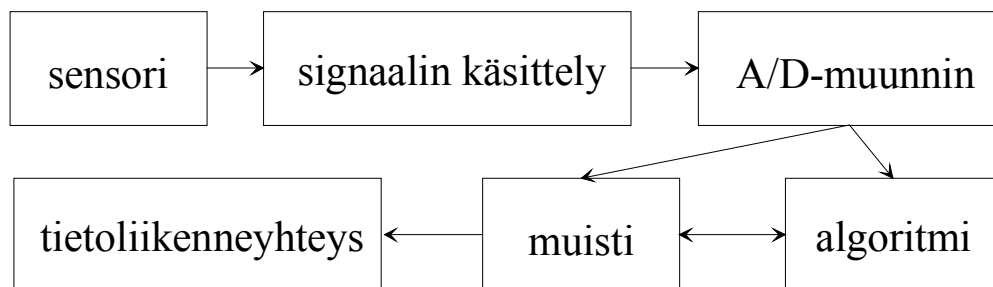 sensori
signaalin käsittely
A/D-muunnin
tietoliikenneyhteys
muisti
algoritmi